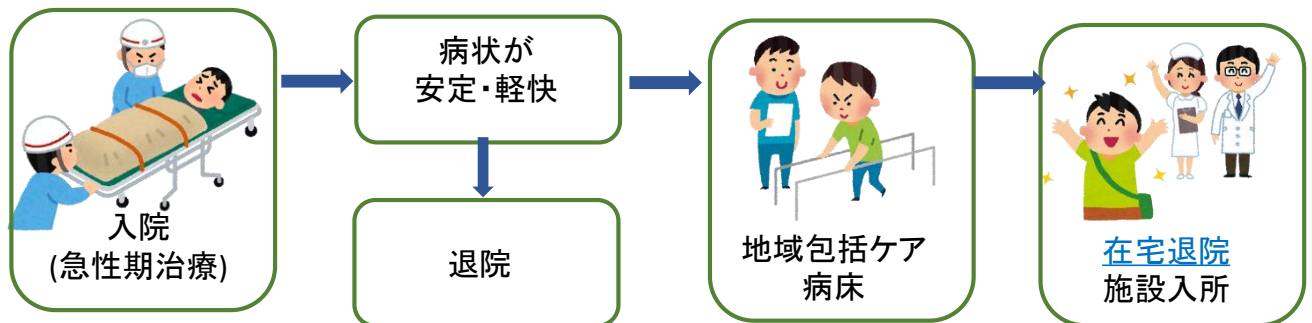 入院
(急性期治療)
病状が
安定・軽快
退院
地域包括ケア
病床
在宅退院
施設入所